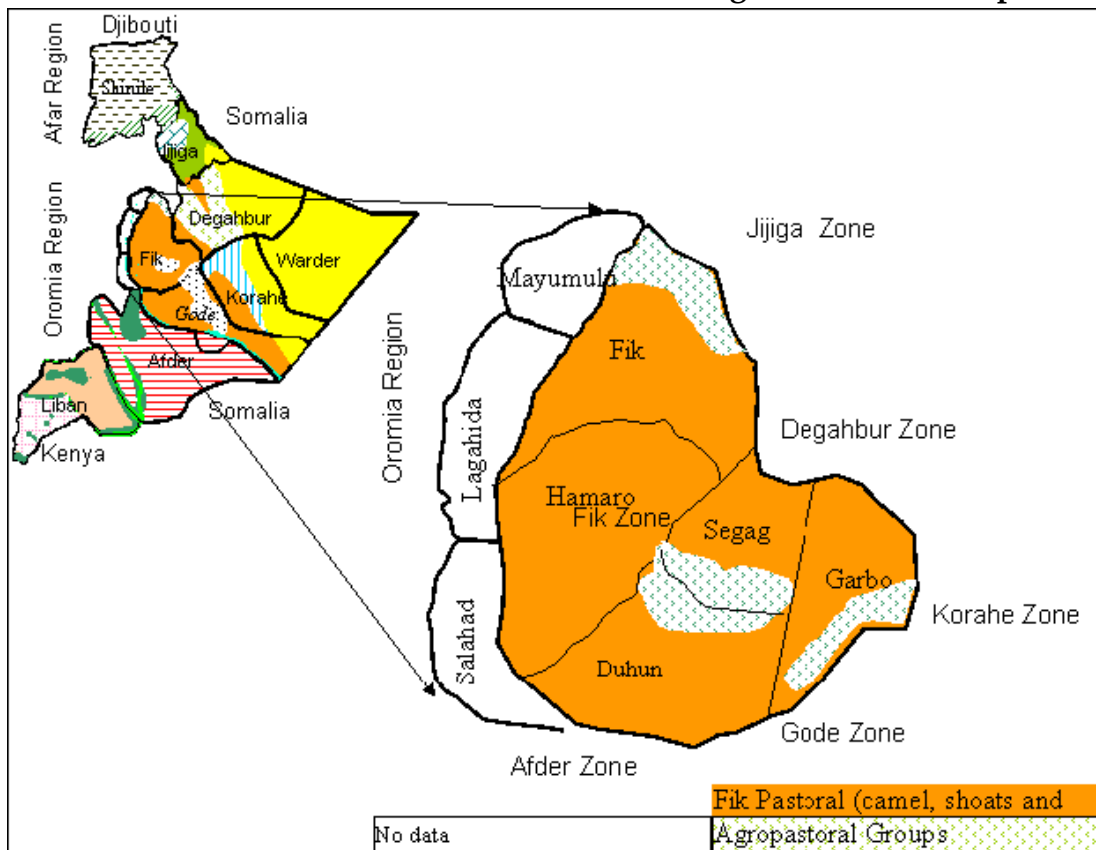 Djibouti
Afar Region
Shinile
Somalia
Jijiga
Oromia Region
Degahbur
Fik
Warder
Korahe
Gode
Afder
Liban
Somalia
Kenya
Jijiga Zone
Mayumulu
Fik
Oromia Region
Lagahida
Degahbur Zone
Hamaro
Fik Zone
Segag
Garbo
Korahe Zone
Salahad
Duhun
Gode Zone
Afder Zone
Fik Pastoral (camel, shoats and
No data
Agropastoral Groups